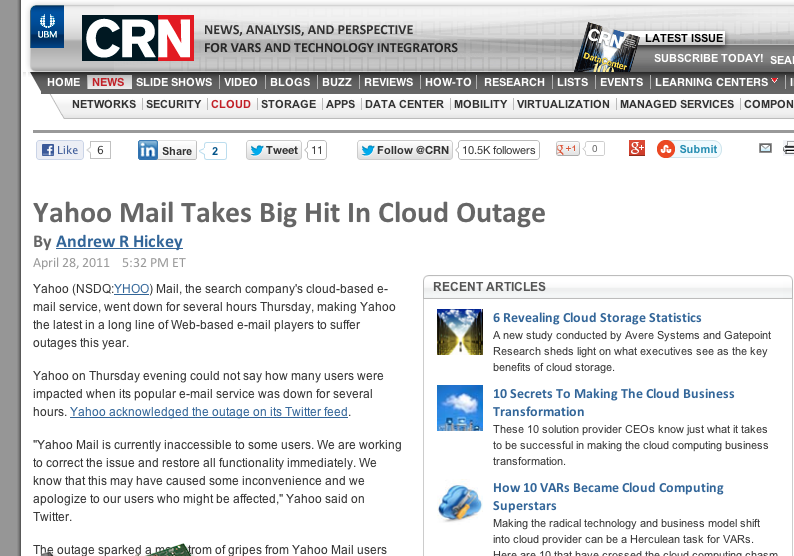 UBM
CRN
NEWS, ANALYSIS, AND PERSPECTIVE
FOR VARS AND TECHNOLOGY INTEGRATORS
CRN
DataCenter
100
LATEST ISSUE
SUBSCRIBE TODAY!
HOME NEWS SLIDE SHOWS VIDEO BLOGS BUZZ REVIEWS HOW-TO RESEARCH LISTS EVENTS LEARNING CENTERS
NETWORKS SECURITY CLOUD STORAGE APPS DATA CENTER MOBILITY VIRTUALIZATION MANAGED SERVICES
Like 6 in Share 2 Tweet 11 Follow @CRN 10.5K followers g +1 0 g+ Submit
Yahoo Mail Takes Big Hit In Cloud Outage
By Andrew R Hickey
April 28, 2011 5:32 PM ET
Yahoo (NSDQ:YHOO) Mail, the search company's cloud-based e-
mail service, went down for several hours Thursday, making Yahoo
the latest in a long line of Web-based e-mail players to suffer
outages this year.
Yahoo on Thursday evening could not say how many users were
impacted when its popular e-mail service was down for several
hours. Yahoo acknowledged the outage on its Twitter feed.
"Yahoo Mail is currently inaccessible to some users. We are working
to correct the issue and restore all functionality immediately. We
know that this may have caused some inconvenience and we
apologize to our users who might be affected," Yahoo said on
Twitter.
The outage sparked a of gripes from Yahoo Mail users
RECENT ARTICLES
6 Revealing Cloud Storage Statistics
A new study conducted by Avere Systems and Gatepoint
Research sheds light on what executives see as the key
benefits of cloud storage.
10 Secrets To Making The Cloud Business
Transformation
These 10 solution provider CEOs know just what it takes
to be successful in making the cloud computing business
transformation.
How 10 VARs Became Cloud Computing
Superstars
Making the radical technology and business model shift
into cloud provider can be a Herculean task for VARs.
Here are 10 that have crossed the cloud computing chasm